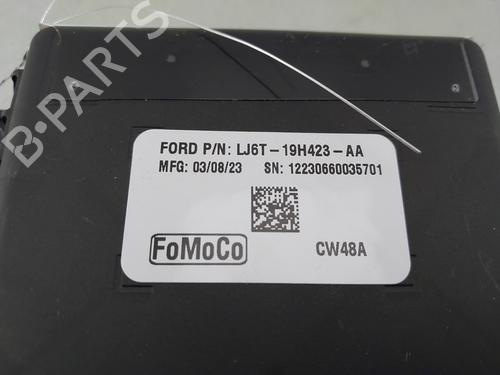 B-PARTS
FORD P/N: LJ6T-19H423-AA
MFG: 03/08/23 SN: 12230660035701
FoMoCo
CW48A